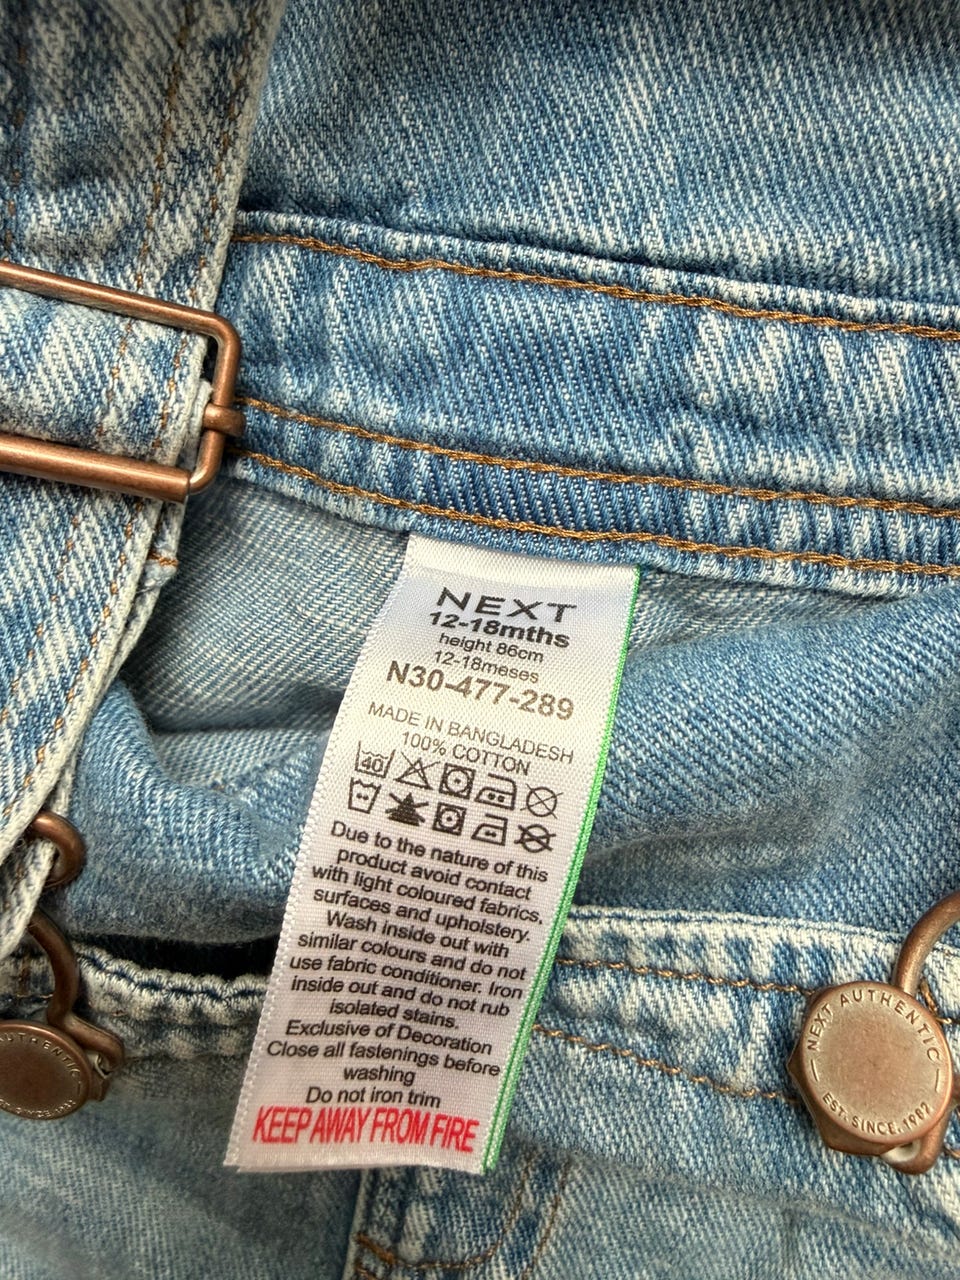 NEXT
12-18mths
height 86cm
12-18meses
N30-477-289
MADE IN BANGLADESH
100% COTTON
40
Due to the nature of this
product avoid contact
with light coloured fabrics,
surfaces and upholstery.
Wash inside out with
similar colours and do not
use fabric conditioner. Iron
inside out and do not rub
isolated stains.
Exclusive of Decoration
Close all fastenings before
washing
Do not iron trim
KEEP AWAY FROM FIRE
NEXT AUTHENTIC
EST. SINCE. 1982
AUTHENTIC